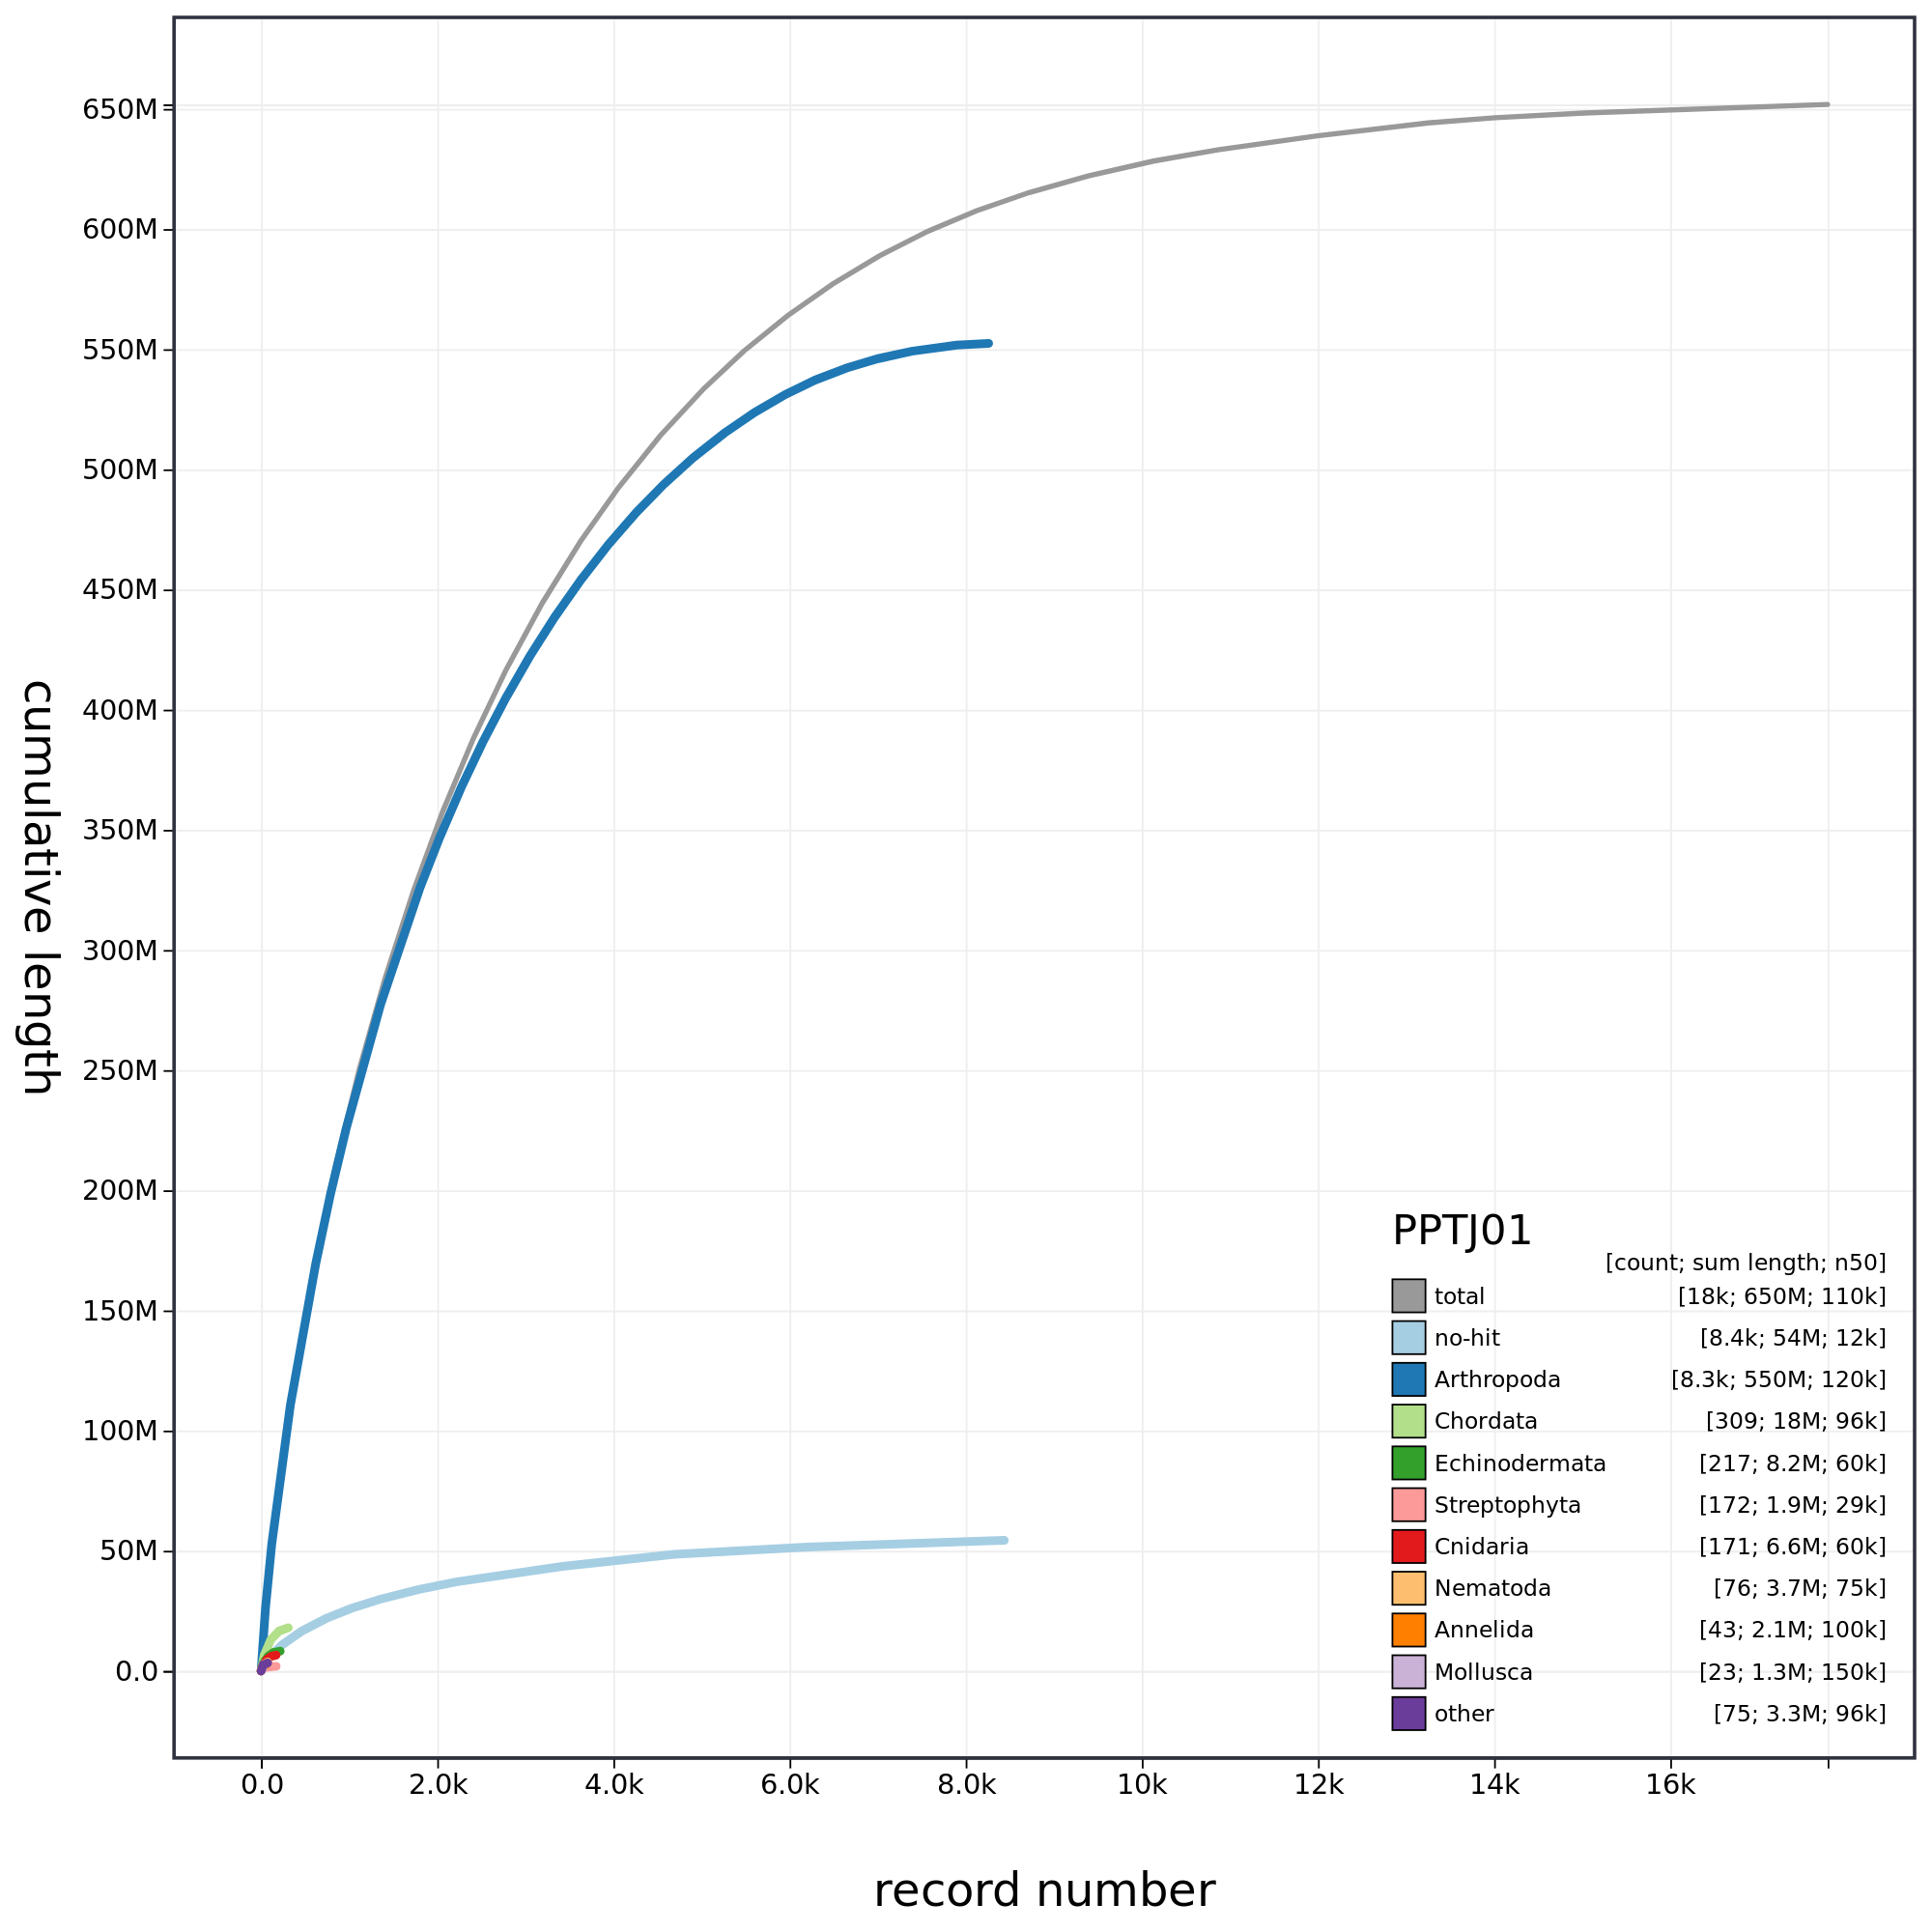 650M
600M
550M
500M
450M
400M
350M
300M
250M
200M
150M
100M
50M
0.0
cumulative length
PPTJ01
[count; sum length; n50]
total [18k; 650M; 110k]
no-hit [8.4k; 54M; 12k]
Arthropoda [8.3k; 550M; 120k]
Chordata [309; 18M; 96k]
Echinodermata [217; 8.2M; 60k]
Streptophyta [172; 1.9M; 29k]
Cnidaria [171; 6.6M; 60k]
Nematoda [76; 3.7M; 75k]
Annelida [43; 2.1M; 100k]
Mollusca [23; 1.3M; 150k]
other [75; 3.3M; 96k]
0.0 2.0k 4.0k 6.0k 8.0k 10k 12k 14k 16k
record number